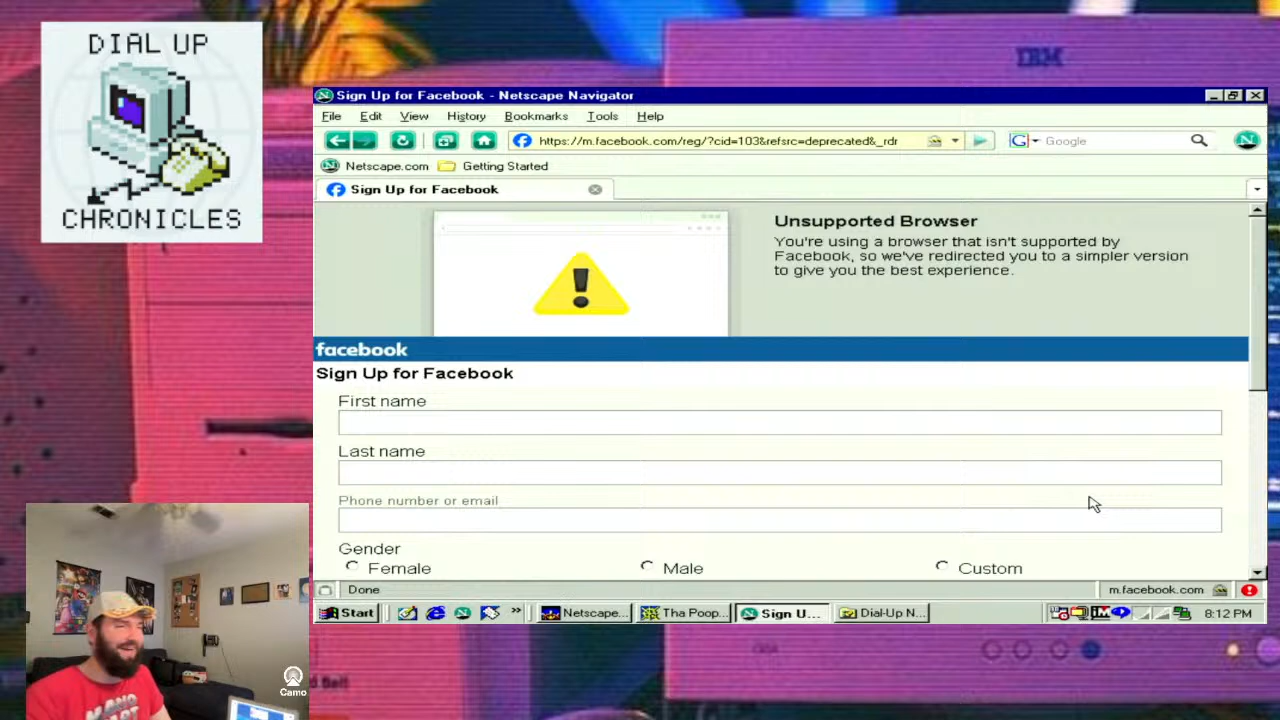 DIAL UP
CHRONICLES
IBM
Sign Up for Facebook - Netscape Navigator
File Edit View History Bookmarks Tools Help
https://m.facebook.com/reg/?cid=103&refsrc=deprecated&_rdr
G Google
N
Netscape.com Getting Started
Sign Up for Facebook
Unsupported Browser
You're using a browser that isn't supported by
Facebook, so we've redirected you to a simpler version
to give you the best experience.
facebook
Sign Up for Facebook
First name
Last name
Phone number or email
Gender
Female Male Custom
Done
m.facebook.com
Start
Netscape...
Tha Poop...
Sign U...
Dial-Up N...
8:12 PM
Camo